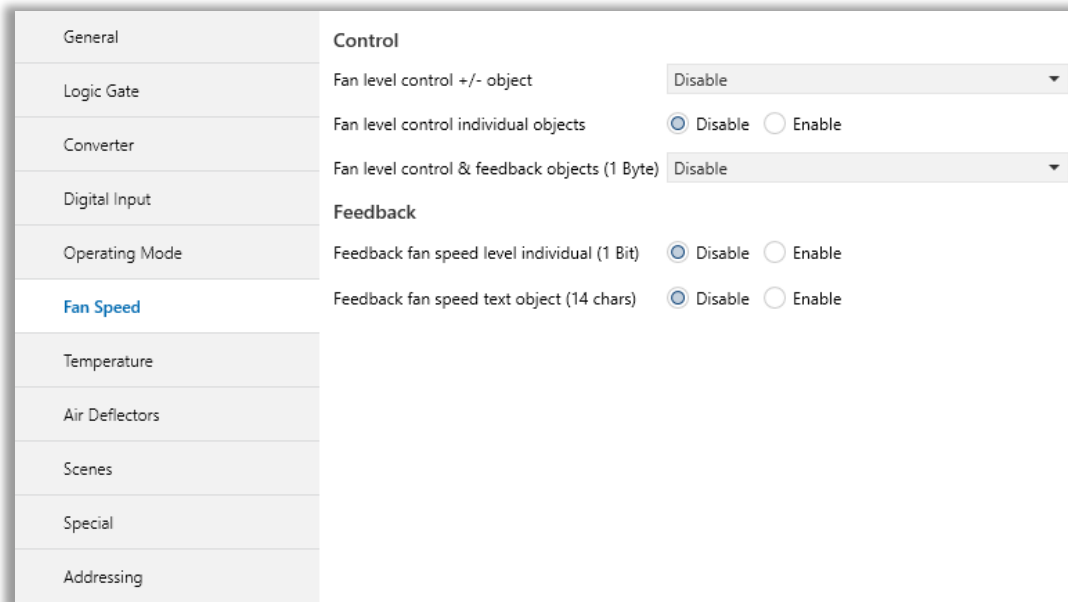 General
Logic Gate
Converter
Digital Input
Operating Mode
Fan Speed
Temperature
Air Deflectors
Scenes
Special
Addressing
Control
Fan level control +/- object Disable
Fan level control individual objects Disable Enable
Fan level control & feedback objects (1 Byte) Disable
Feedback
Feedback fan speed level individual (1 Bit) Disable Enable
Feedback fan speed text object (14 chars) Disable Enable